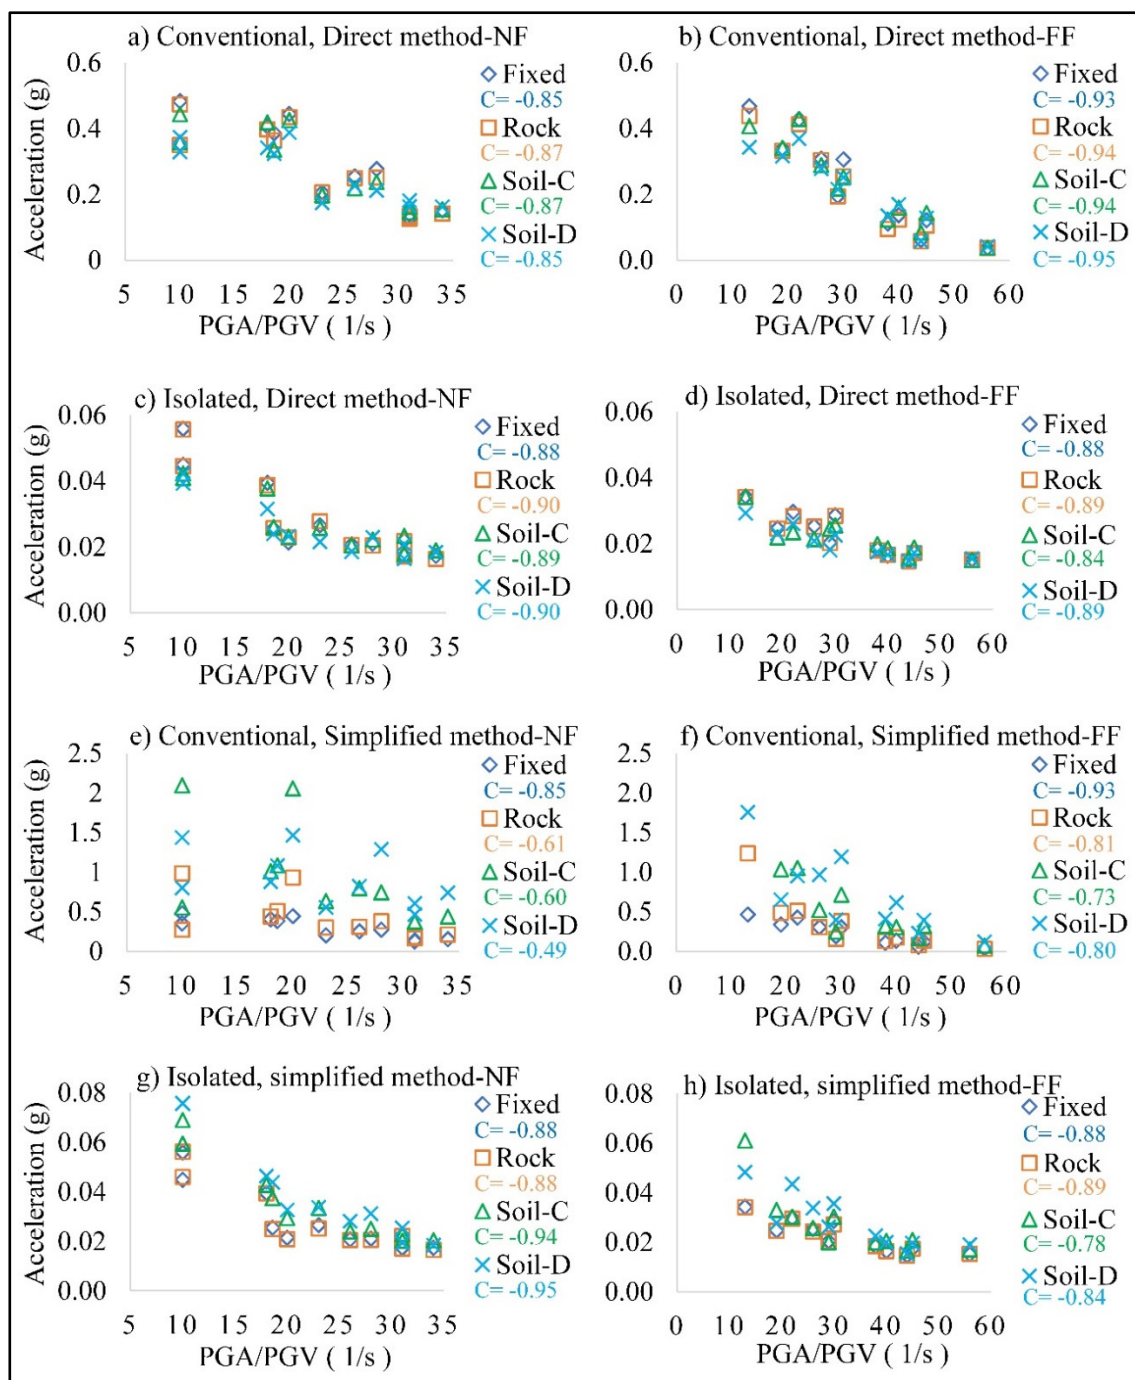 a) Conventional, Direct method-NF
Acceleration (g)
0.6
0.4
0.2
0
5 10 15 20 25 30 35
PGA/PGV ( 1/s )
Fixed
C= -0.85
Rock
C= -0.87
Soil-C
C= -0.87
Soil-D
C= -0.85
b) Conventional, Direct method-FF
0.6
0.4
0.2
0.0
0 10 20 30 40 50 60
PGA/PGV ( 1/s )
Fixed
C= -0.93
Rock
C= -0.94
Soil-C
C= -0.94
Soil-D
C= -0.95
c) Isolated, Direct method-NF
Acceleration (g)
0.06
0.04
0.02
0.00
5 10 15 20 25 30 35
PGA/PGV ( 1/s )
Fixed
C= -0.88
Rock
C= -0.90
Soil-C
C= -0.89
Soil-D
C= -0.90
d) Isolated, Direct method-FF
0.06
0.04
0.02
0.00
0 10 20 30 40 50 60
PGA/PGV ( 1/s )
Fixed
C= -0.88
Rock
C= -0.89
Soil-C
C= -0.84
Soil-D
C= -0.89
e) Conventional, Simplified method-NF
Acceleration (g)
2.5
2
1.5
1
0.5
0
5 10 15 20 25 30 35
PGA/PGV ( 1/s )
Fixed
C= -0.85
Rock
C= -0.61
Soil-C
C= -0.60
Soil-D
C= -0.49
f) Conventional, Simplified method-FF
2.5
2.0
1.5
1.0
0.5
0.0
0 10 20 30 40 50 60
PGA/PGV ( 1/s )
Fixed
C= -0.93
Rock
C= -0.81
Soil-C
C= -0.73
Soil-D
C= -0.80
g) Isolated, simplified method-NF
Acceleration (g)
0.08
0.06
0.04
0.02
0.00
5 10 15 20 25 30 35
PGA/PGV ( 1/s )
Fixed
C= -0.88
Rock
C= -0.88
Soil-C
C= -0.94
Soil-D
C= -0.95
h) Isolated, simplified method-FF
0.08
0.06
0.04
0.02
0.00
0 10 20 30 40 50 60
PGA/PGV ( 1/s )
Fixed
C= -0.88
Rock
C= -0.89
Soil-C
C= -0.78
Soil-D
C= -0.84